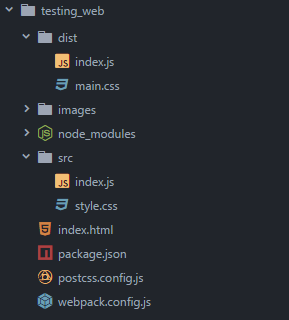 testing_web
dist
index.js
main.css
images
node_modules
src
index.js
style.css
index.html
package.json
postcss.config.js
webpack.config.js